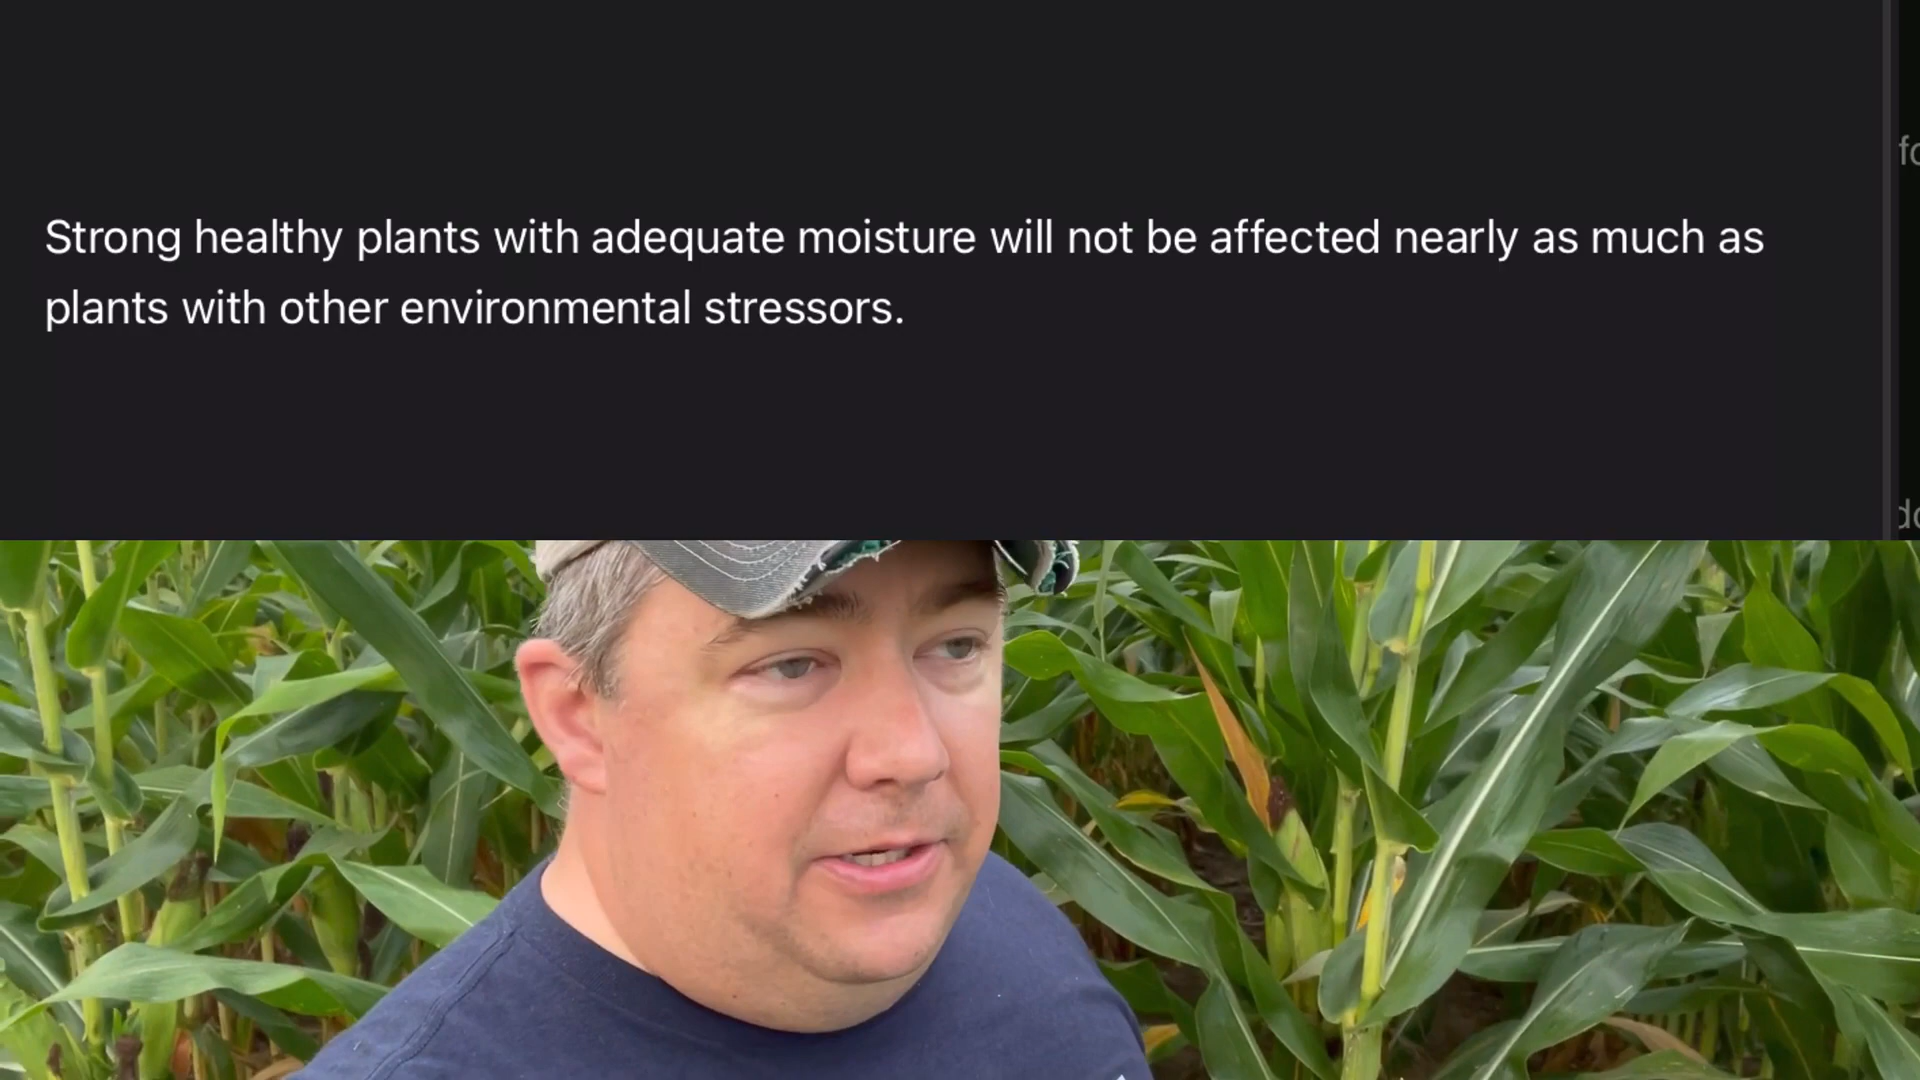 Strong healthy plants with adequate moisture will not be affected nearly as much as
plants with other environmental stressors.